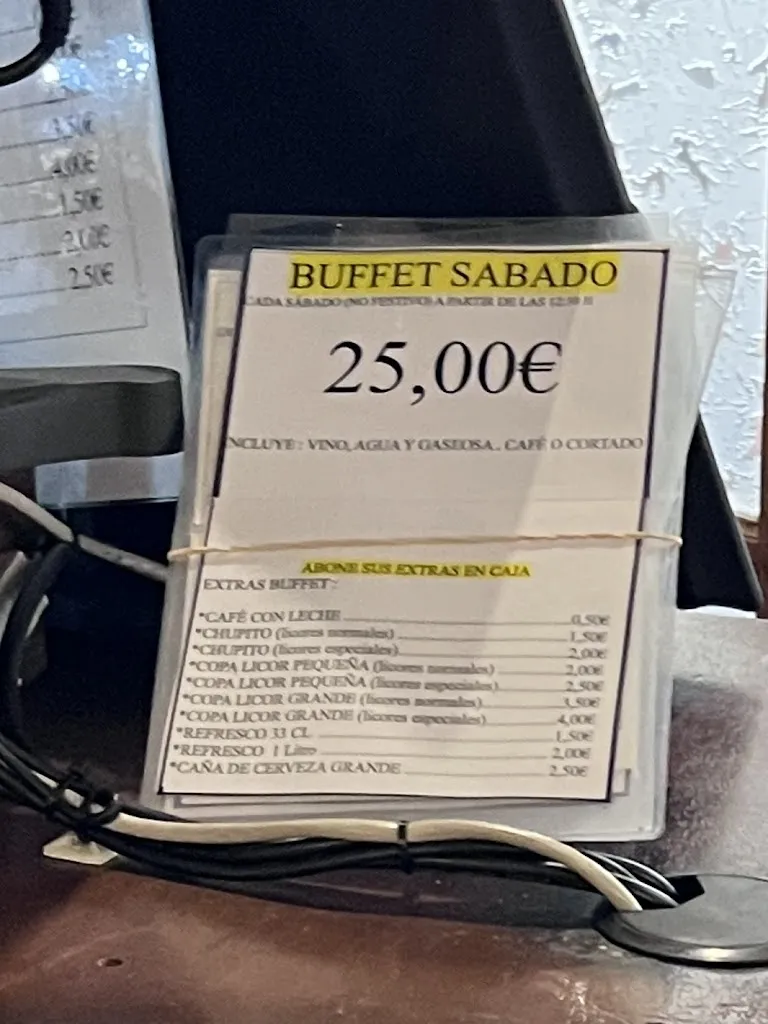 3,50€
4,00€
1,50€
2,00€
2,50€
BUFFET SABADO
CADA SÁBADO (NO FESTIVO) A PARTIR DE LAS
25,00€
INCLUYE: VINO, AGUA Y GASEOSA.. CAFÉ O CORTADO
ABONE SUS EXTRAS EN CAJA
EXTRAS BUFFET:
*CAFÉ CON LECHE 0,50€
*CHUPITO (licores normales) 1,50€
*CHUPITO (licores especiales) 2,00€
*COPA LICOR PEQUEÑA (licores normales) 2,00€
*COPA LICOR PEQUEÑA (licores especiales) 2,50€
*COPA LICOR GRANDE (licores normales) 3,50€
*COPA LICOR GRANDE (licores especiales) 4,00€
*REFRESCO 33 CL 1,50€
*REFRESCO 1 Litro 2,00€
*CAÑA DE CERVEZA GRANDE 2,50€